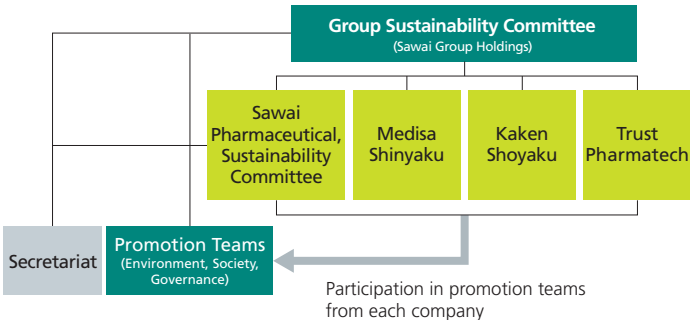 Group Sustainability Committee
(Sawai Group Holdings)
Sawai
Pharmaceutical,
Sustainability
Committee
Medisa
Shinyaku
Kaken
Shoyaku
Trust
Pharmatech
Secretariat
Promotion Teams
(Environment, Society,
Governance)
Participation in promotion teams
from each company